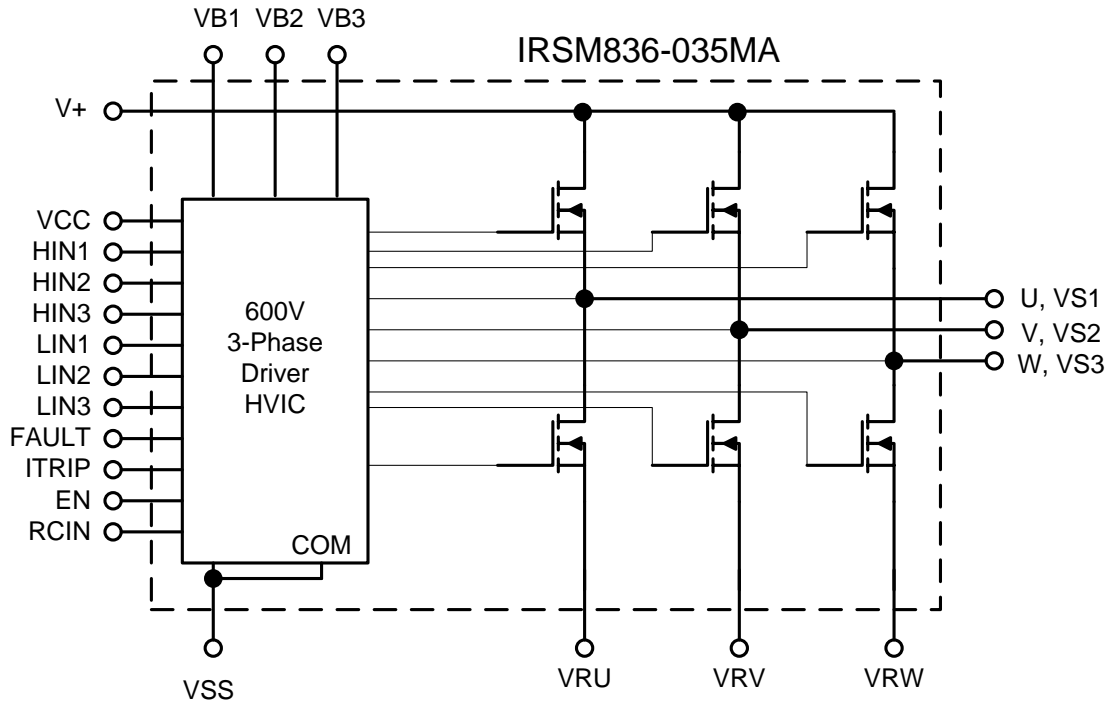 VB1 VB2 VB3
IRSM836-035MA
V+
VCC
HIN1
HIN2
HIN3
LIN1
LIN2
LIN3
FAULT
ITRIP
EN
RCIN
600V
3-Phase
Driver
HVIC
COM
U, VS1
V, VS2
W, VS3
VSS
VRU
VRV
VRW